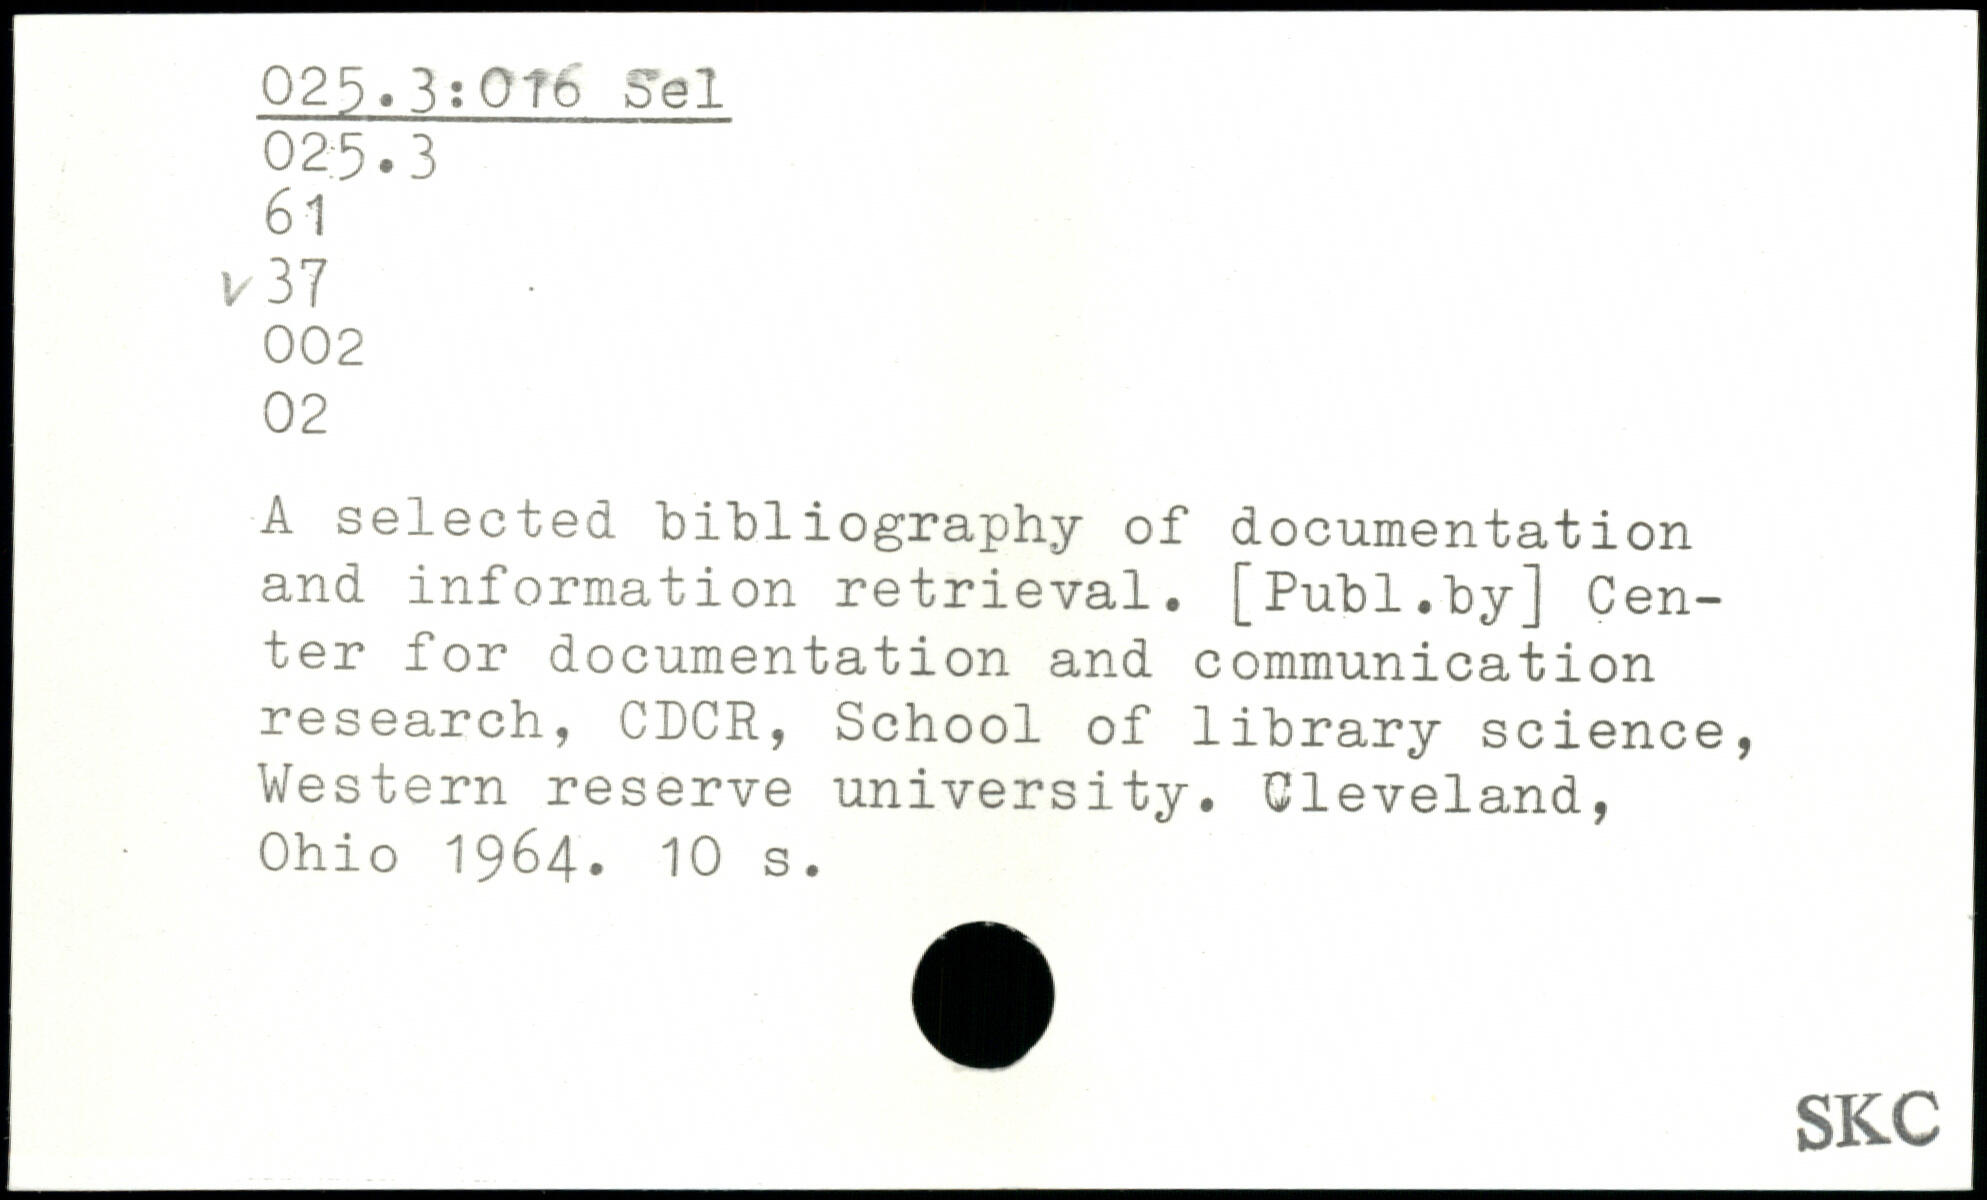 025.3:016 Sel
025.3
61
v 37
002
02
A selected bibliography of documentation
and information retrieval. [Publ.by] Cen-
ter for documentation and communication
research, CDCR, School of library science,
Western reserve university. Cleveland,
Ohio 1964. 10 s.
SKC